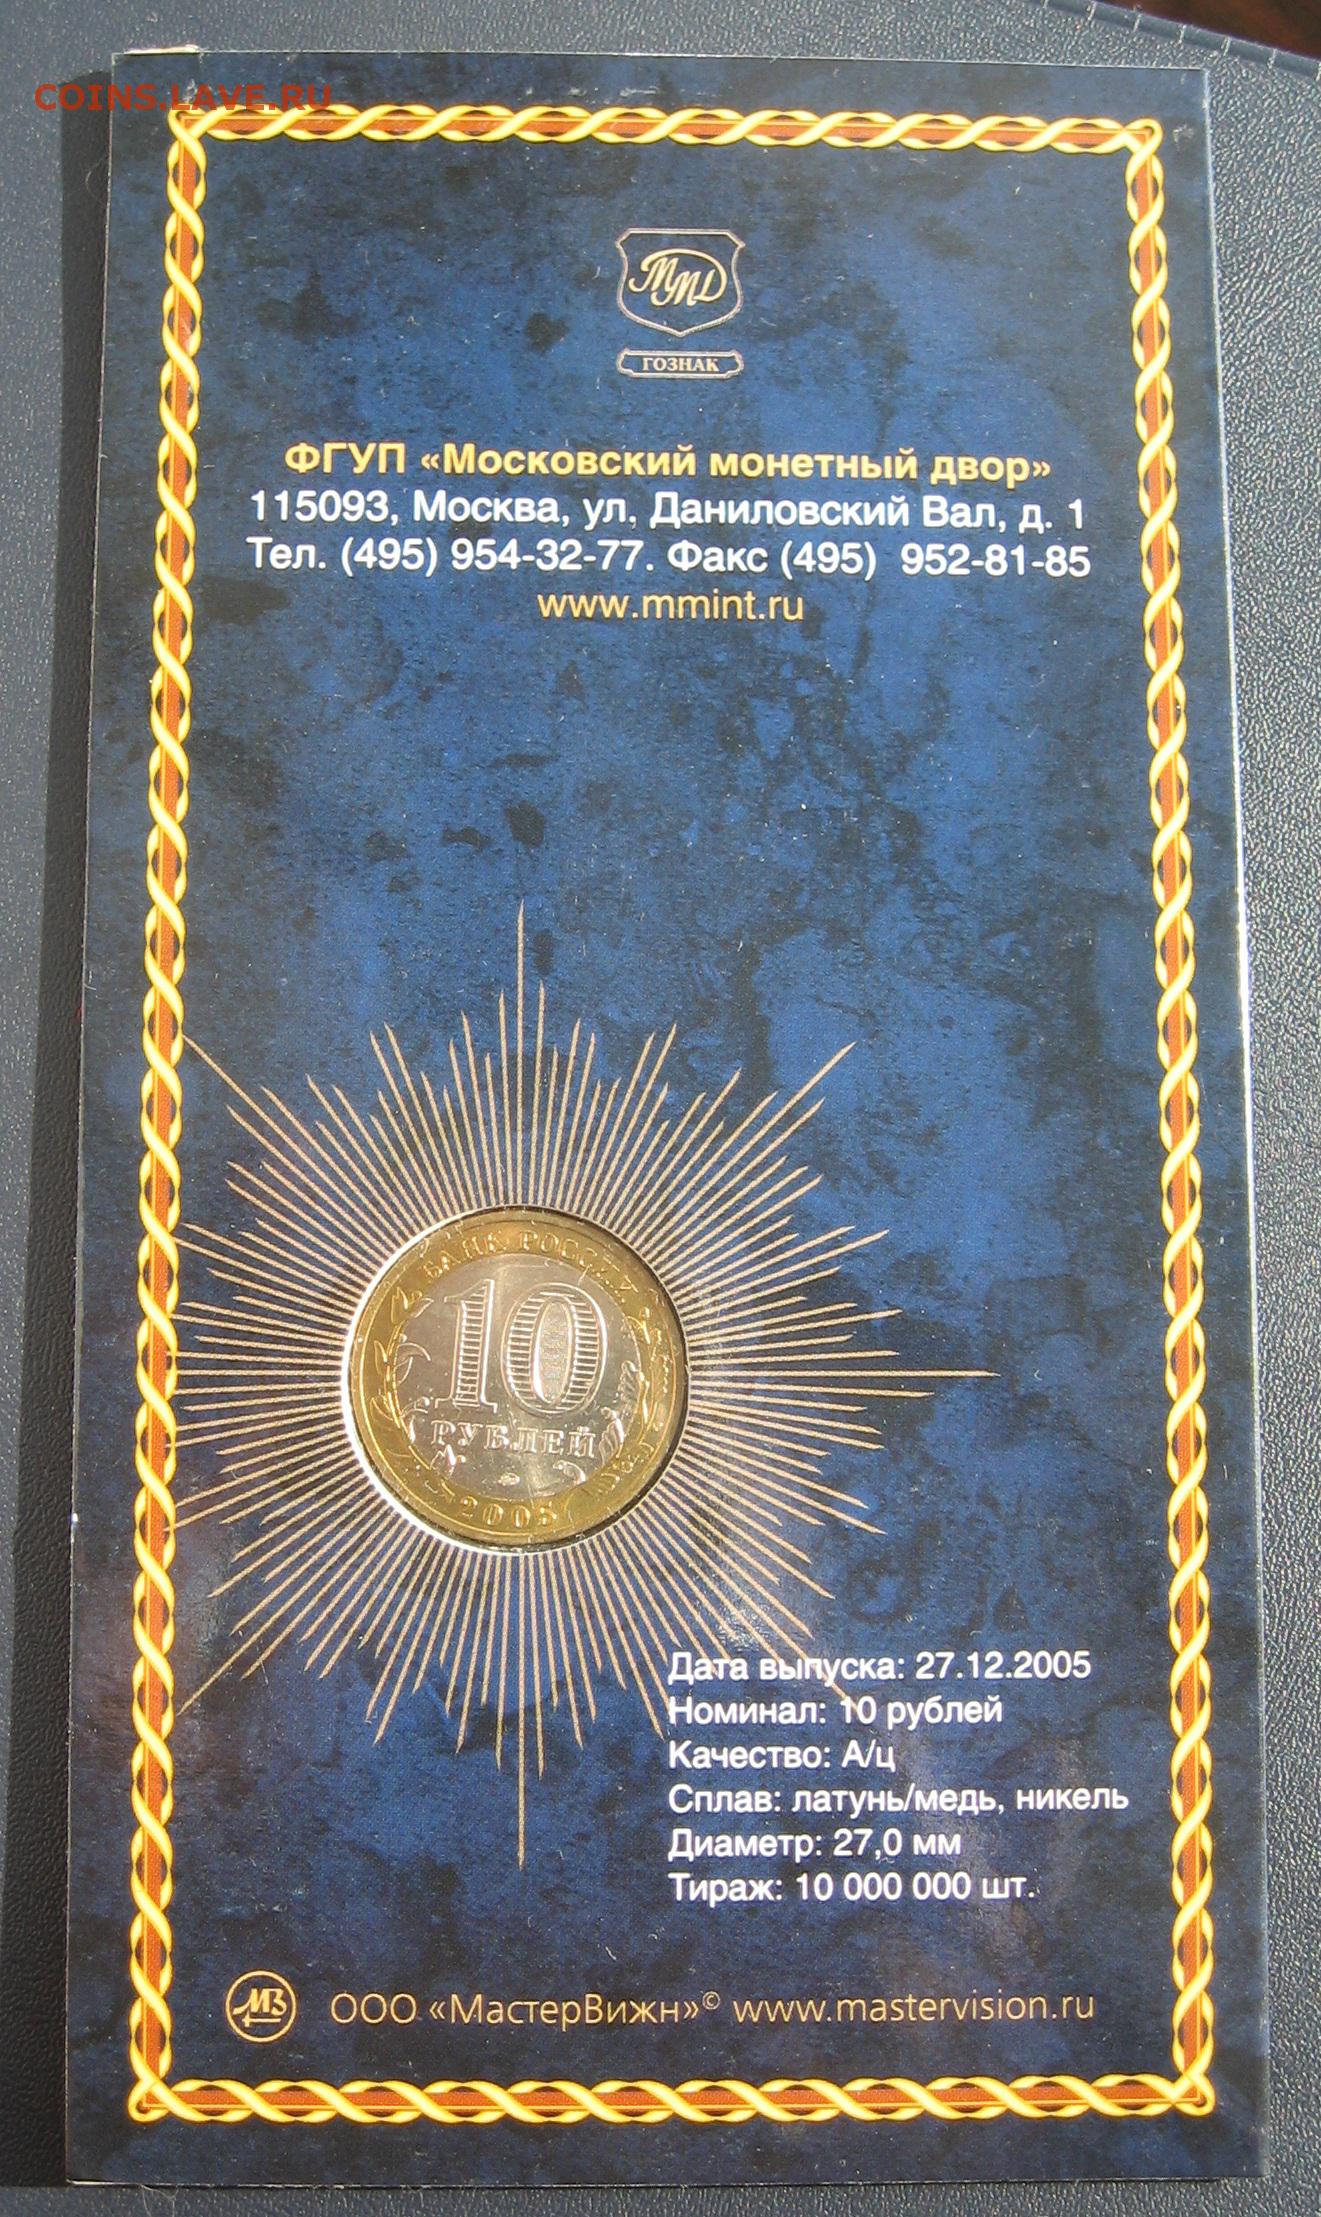 COINS.LAVE.RU
ММД
ГОЗНАК
ФГУП «Московский монетный двор»
115093, Москва, ул. Даниловский Вал, д. 1
Тел. (495) 954-32-77. Факс (495) 952-81-85
www.mmint.ru
БАНК РОССИИ
10
РУБЛЕЙ
2005
Дата выпуска: 27.12.2005
Номинал: 10 рублей
Качество: А/ц
Сплав: латунь/медь, никель
Диаметр: 27,0 мм
Тираж: 10 000 000 шт.
МВ ООО «МастерВижн»© www.mastervision.ru